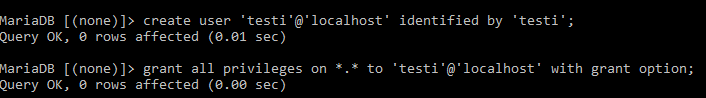 MariaDB [(none)]> create user 'testi'@'localhost' identified by 'testi';
Query OK, 0 rows affected (0.01 sec)
MariaDB [(none)]> grant all privileges on *.* to 'testi'@'localhost' with grant option;
Query OK, 0 rows affected (0.00 sec)